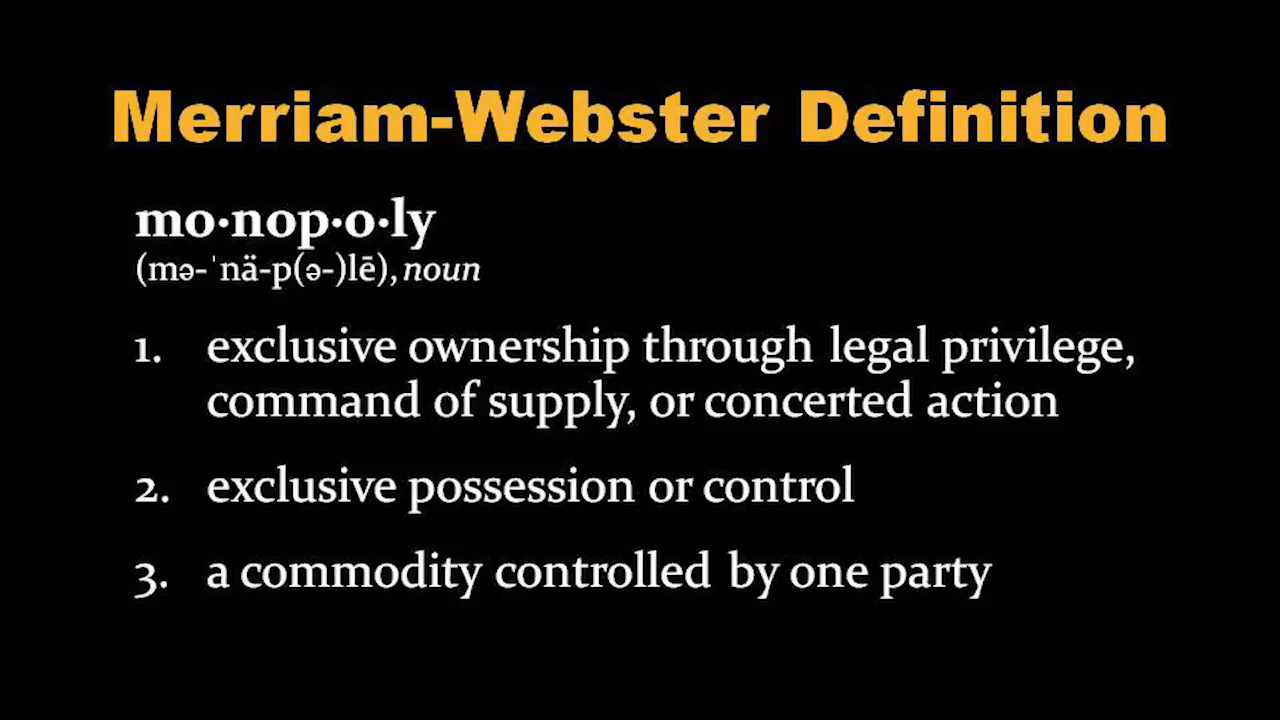 Merriam-Webster Definition
mo·nop·o·ly
(mə-ˈnä-p(ə-)lē), noun
1. exclusive ownership through legal privilege,
command of supply, or concerted action
2. exclusive possession or control
3. a commodity controlled by one party